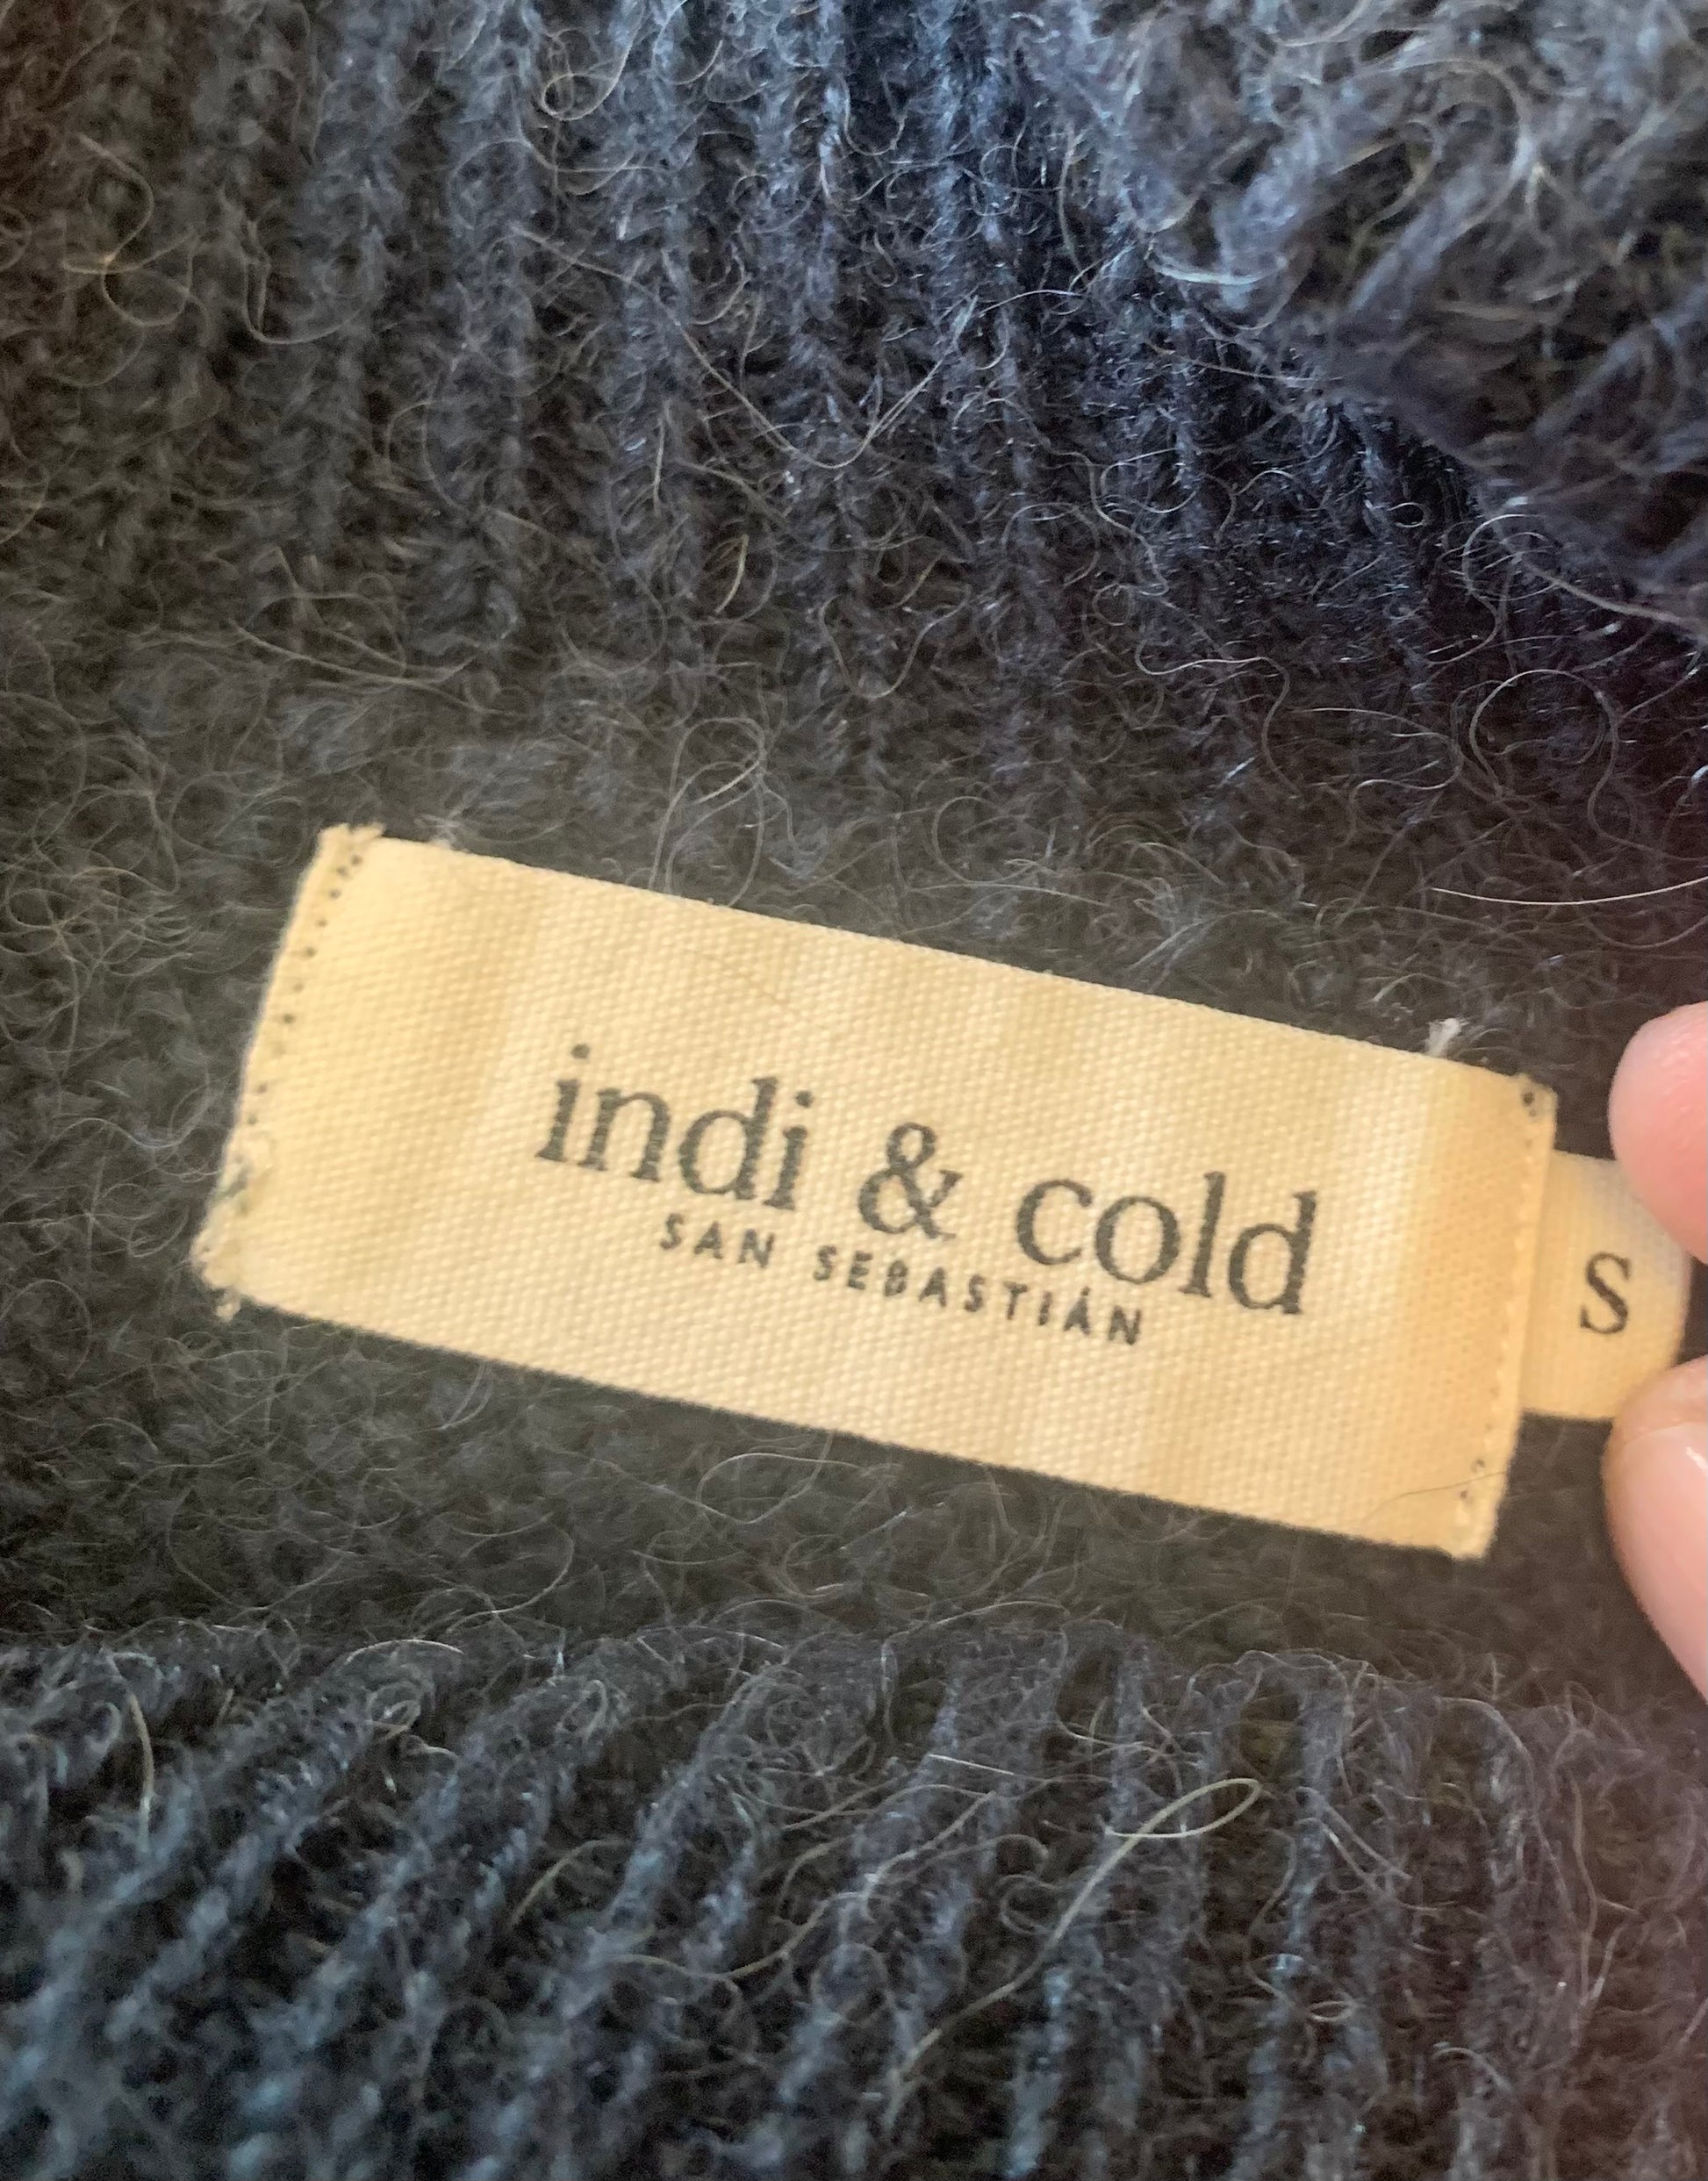 indi & cold
SAN SEBASTIÁN
S